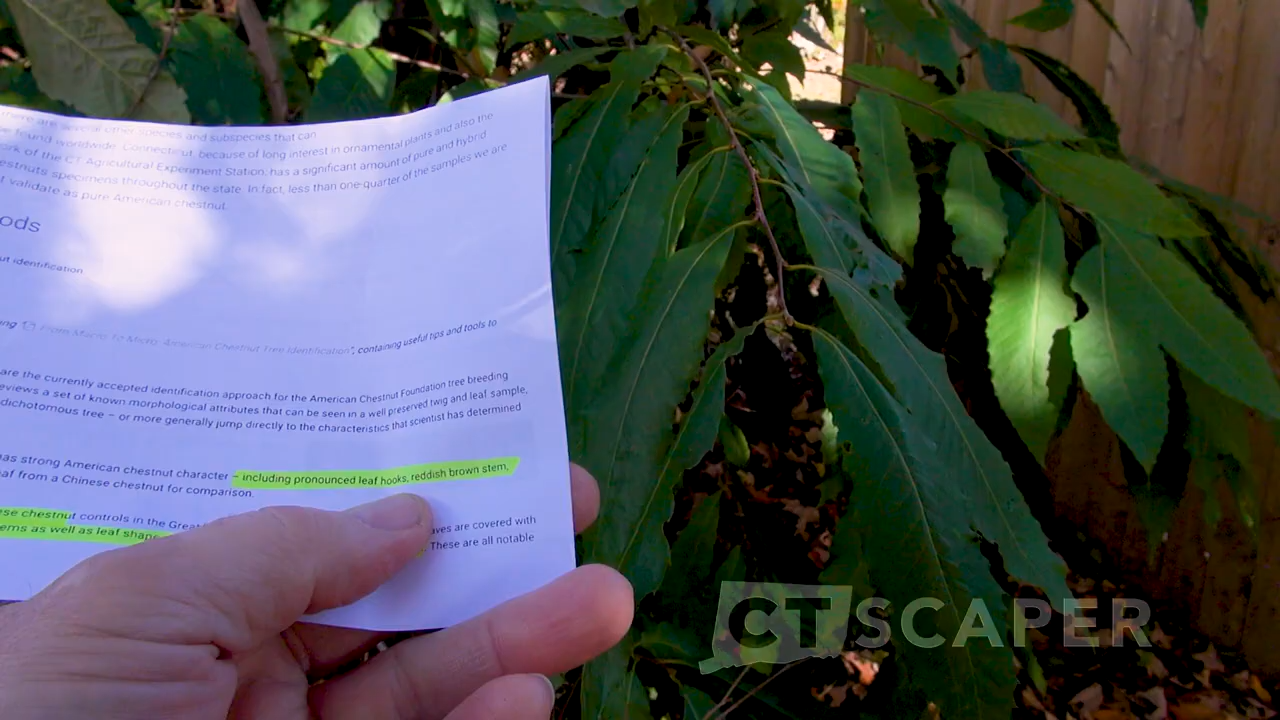 here are several other species and subspecies that can
be found worldwide. Connecticut, because of long interest in ornamental plants and also the
ork of the CT Agricultural Experiment Station, has a significant amount of pure and hybrid
estnuts specimens throughout the state. In fact, less than one-quarter of the samples we are
validate as pure American chestnut.
ods
ut identification
ing From Macro To Micro: American Chestnut Tree Identification", containing useful tips and tools to
are the currently accepted identification approach for the American Chestnut Foundation tree breeding
eviews a set of known morphological attributes that can be seen in a well preserved twig and leaf sample,
dichotomous tree – or more generally jump directly to the characteristics that scientist has determined
as strong American chestnut character – including pronounced leaf hooks, reddish brown stem,
eaf from a Chinese chestnut for comparison.
ese chestnut controls in the Grea
aves are covered with
ems as well as leaf shape
These are all notable
CTSCAPER